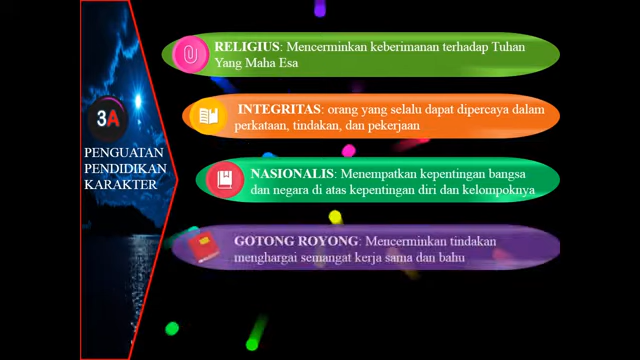 3A
PENGUATAN
PENDIDIKAN
KARAKTER
RELIGIUS: Mencerminkan keberimanan terhadap Tuhan
Yang Maha Esa
INTEGRITAS: orang yang selalu dapat dipercaya dalam
perkataan, tindakan, dan pekerjaan
NASIONALIS: Menempatkan kepentingan bangsa
dan negara di atas kepentingan diri dan kelompoknya
GOTONG ROYONG: Mencerminkan tindakan
menghargai semangat kerja sama dan bahu